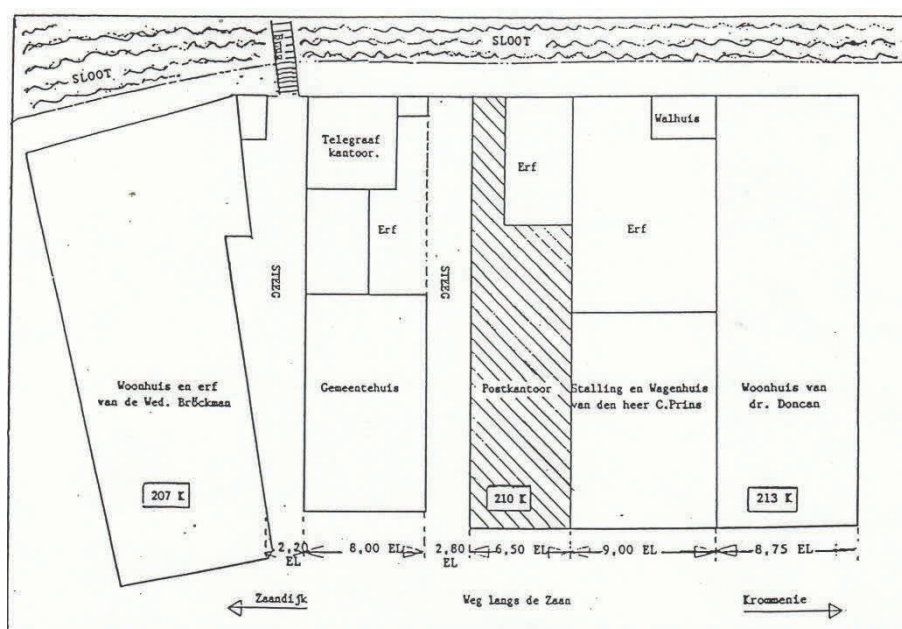 BRUG
SLOOT
SLOOT
Telegraaf
kantoor.
Walhuis
Erf
Erf
Erf
STEEG
STEEG
Woonhuis en erf
van de Wed. Bröckman
Gemeentehuis
Postkantoor
Stalling en Wagenhuis
van den heer C.Prins
Woonhuis van
dr. Doncan
207 K
210 K
213 K
2,20
EL
8,00 EL
2,80
EL
6,50 EL
9,00 EL
8,75 EL
Zaandijk
Weg langs de Zaan
Krommenie